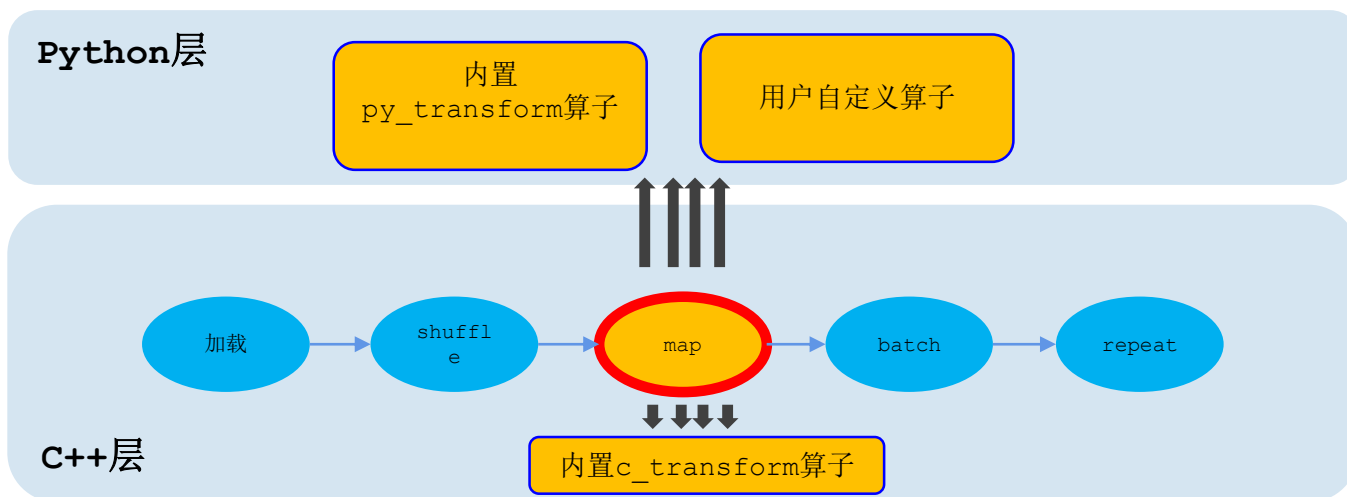 Python层
内置
py_transform算子
用户自定义算子
加载
shuffl
e
map
batch
repeat
C++层
内置c_transform算子